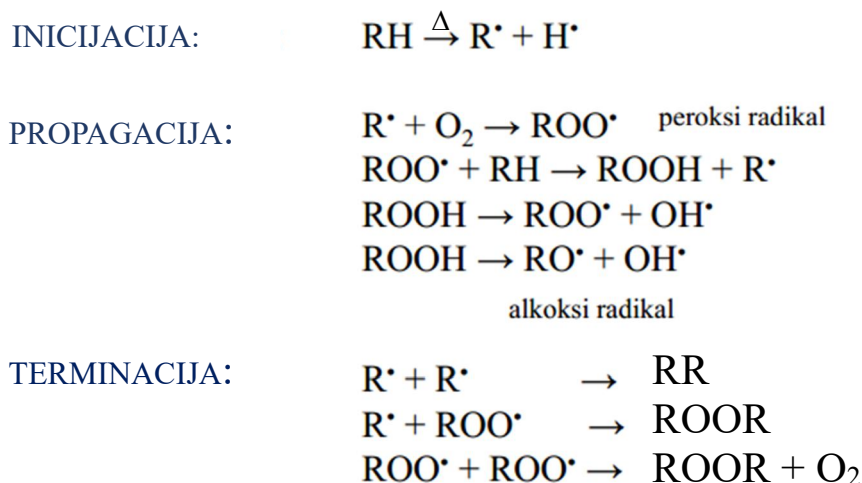 INICIJACIJA: RH Δ→ R• + H•
PROPAGACIJA: R• + O₂ → ROO• peroksi radikal
ROO• + RH → ROOH + R•
ROOH → ROO• + OH•
ROOH → RO• + OH•
alkoksi radikal
TERMINACIJA: R• + R• → RR
R• + ROO• → ROOR
ROO• + ROO• → ROOR + O₂